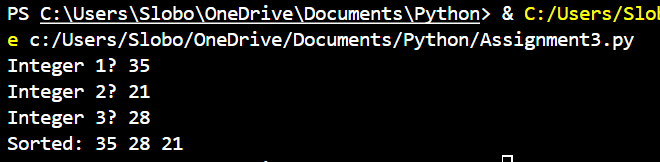 PS C:\Users\Slobo\OneDrive\Documents\Python> & C:/Users/Slob
e c:/Users/Slobo/OneDrive/Documents/Python/Assignment3.py
Integer 1? 35
Integer 2? 21
Integer 3? 28
Sorted: 35 28 21